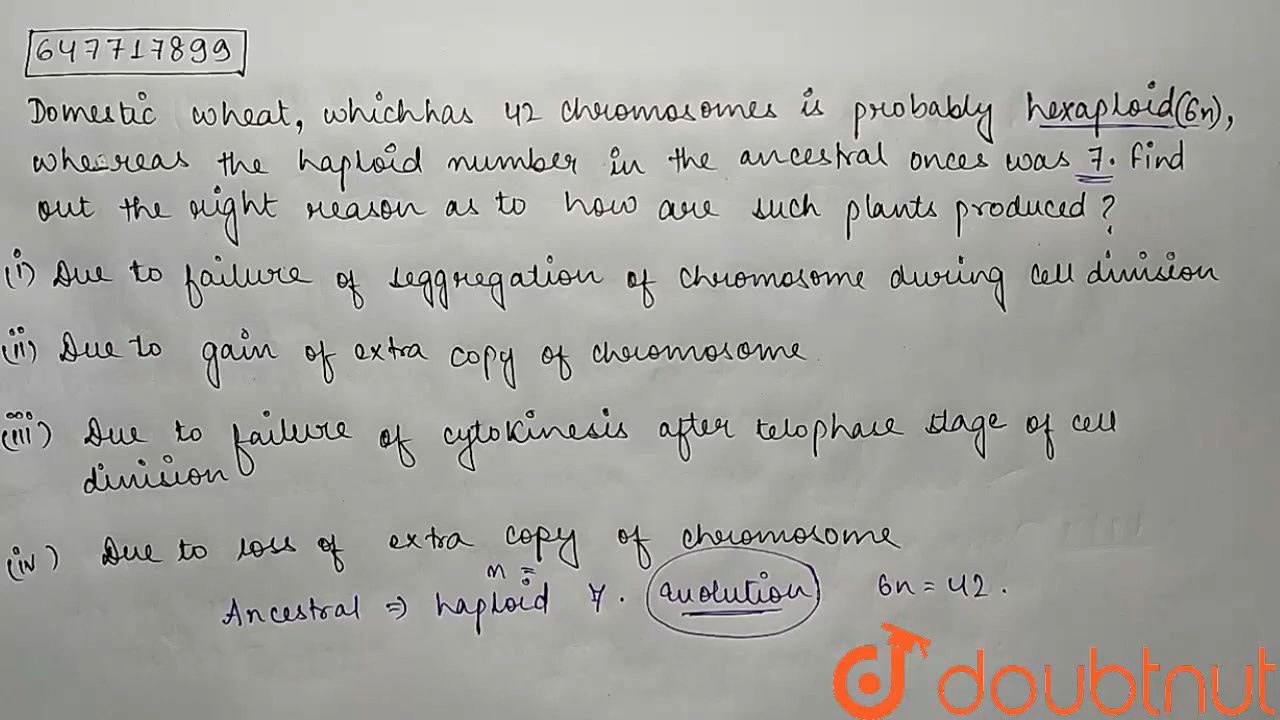 647717899
Domestic wheat, which has 42 chromosomes is probably hexaploid (6n),
whereas the haploid number in the ancestral onces was 7. Find
out the right reason as to how are such plants produced?
(i) Due to failure of seggregation of chromosome during cell division
(ii) Due to gain of extra copy of chromosome.
(iii) Due to failure of cytokinesis after telophase stage of cell
division
(iv) Due to loss of extra copy of chromosome
n =
Ancestral ⇒ haploid 7. evolution 6n = 42.
doubtnut